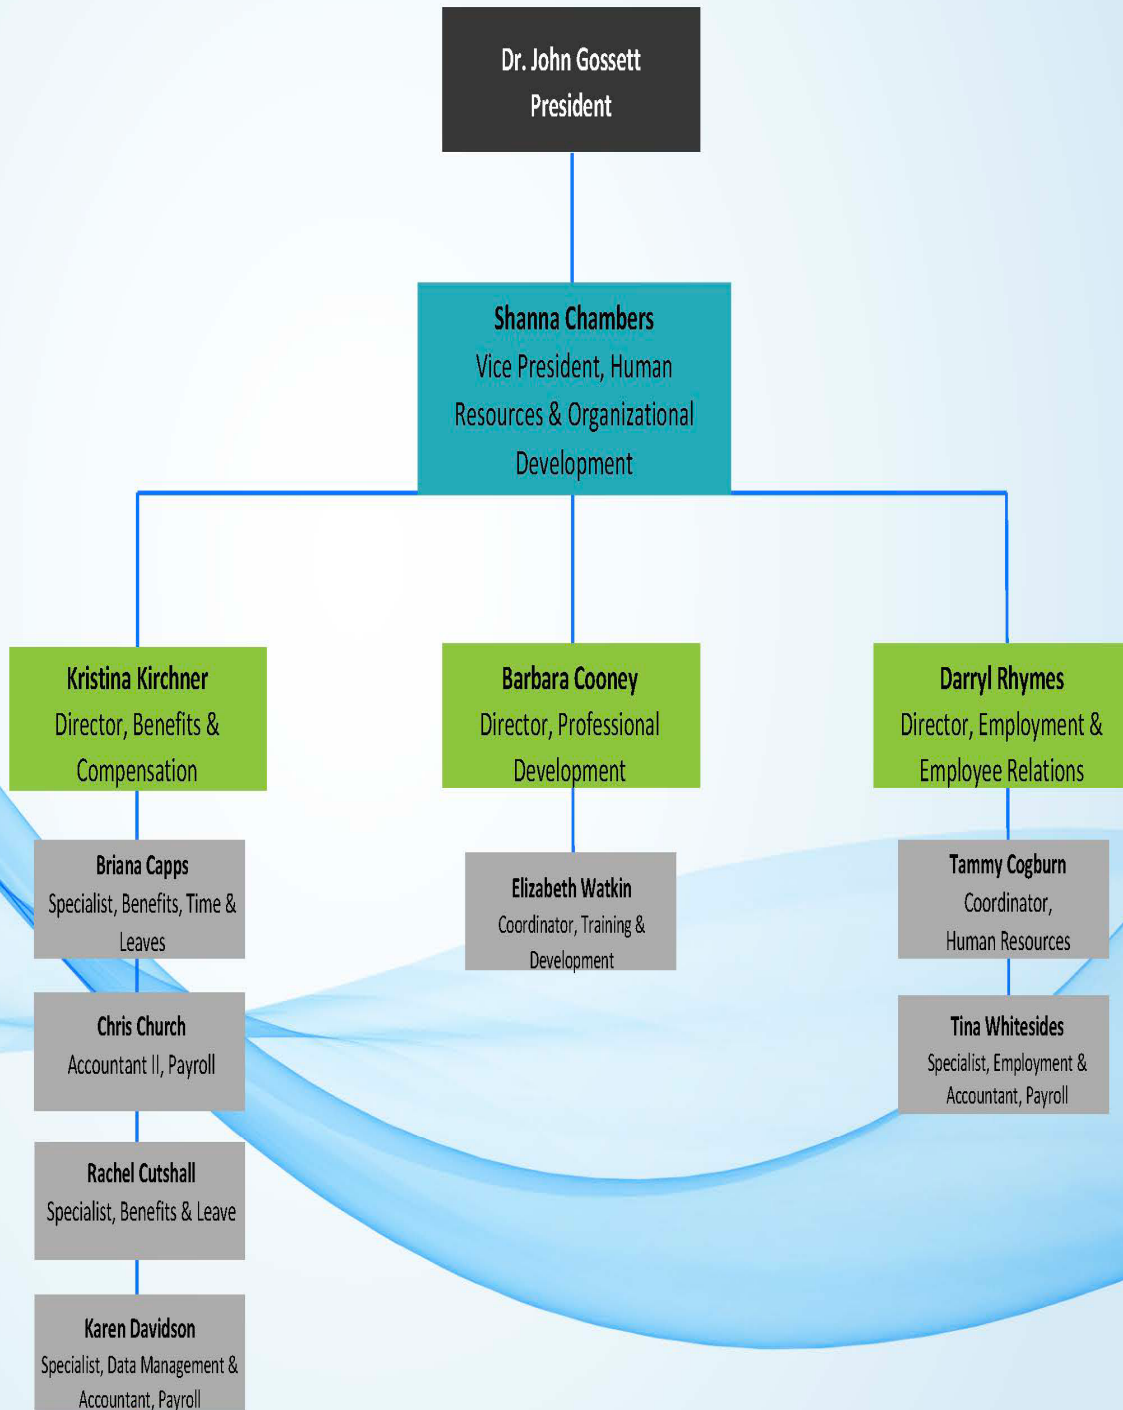 Dr. John Gossett
President
Shanna Chambers
Vice President, Human
Resources & Organizational
Development
Kristina Kirchner
Director, Benefits &
Compensation
Barbara Cooney
Director, Professional
Development
Darryl Rhymes
Director, Employment &
Employee Relations
Briana Capps
Specialist, Benefits, Time &
Leaves
Chris Church
Accountant II, Payroll
Rachel Cutshall
Specialist, Benefits & Leave
Karen Davidson
Specialist, Data Management &
Accountant, Payroll
Elizabeth Watkin
Coordinator, Training &
Development
Tammy Cogburn
Coordinator,
Human Resources
Tina Whitesides
Specialist, Employment &
Accountant, Payroll